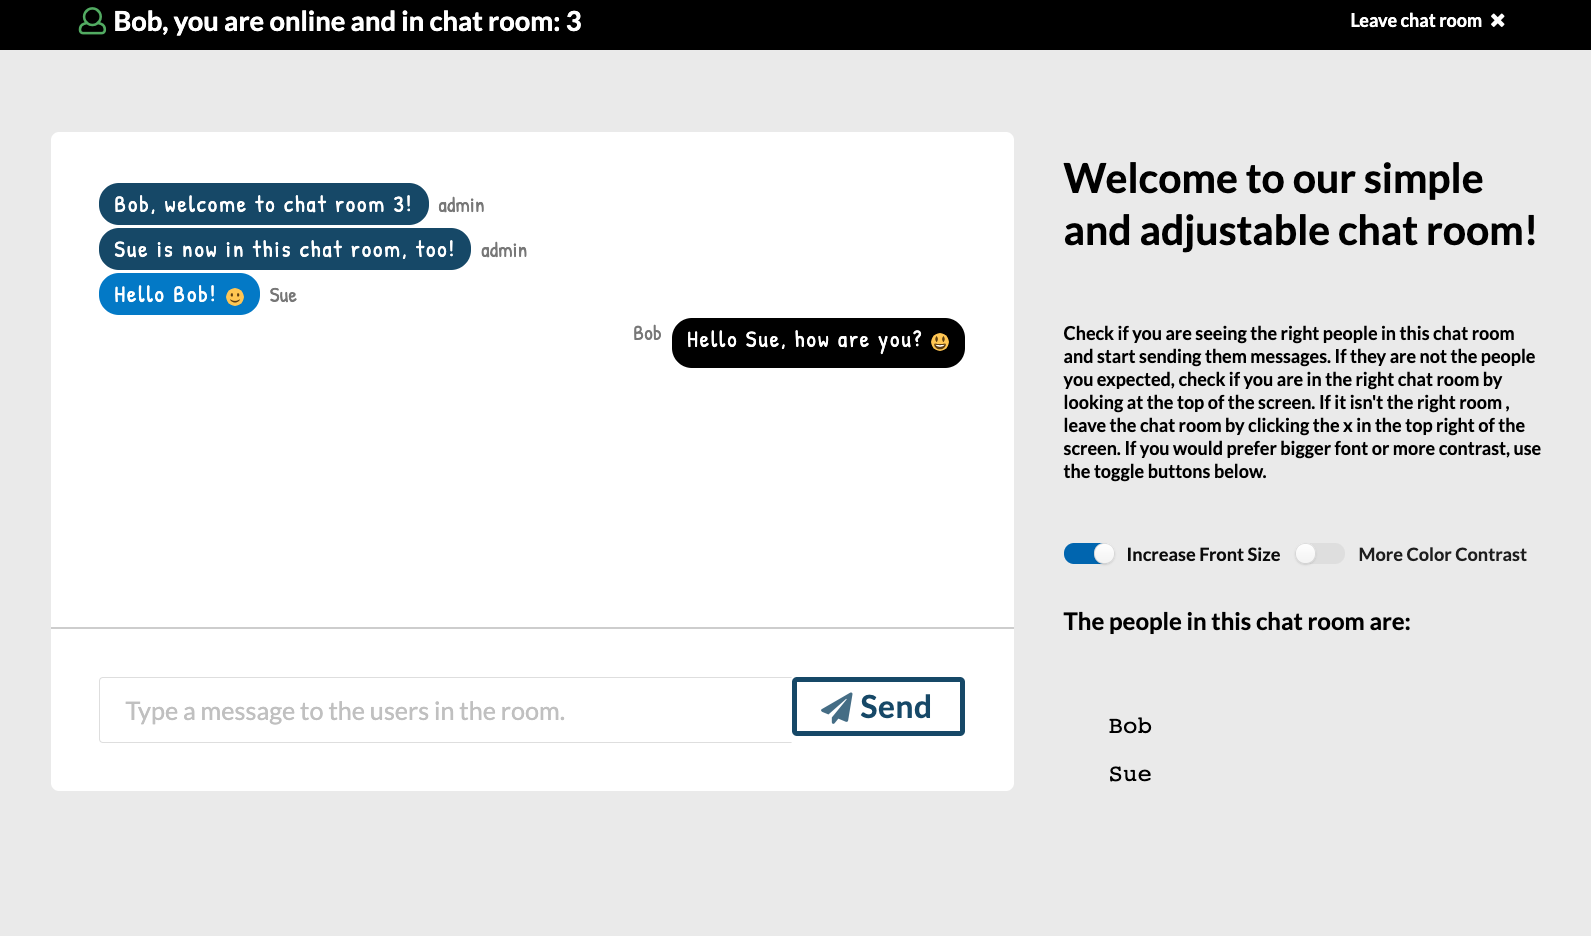 Bob, you are online and in chat room: 3
Leave chat room ✖
Bob, welcome to chat room 3! admin
Sue is now in this chat room, too! admin
Hello Bob! 🙂 Sue
Bob Hello Sue, how are you? 😃
Type a message to the users in the room.
Send
Welcome to our simple
and adjustable chat room!
Check if you are seeing the right people in this chat room
and start sending them messages. If they are not the people
you expected, check if you are in the right chat room by
looking at the top of the screen. If it isn't the right room ,
leave the chat room by clicking the x in the top right of the
screen. If you would prefer bigger font or more contrast, use
the toggle buttons below.
Increase Front Size More Color Contrast
The people in this chat room are:
Bob
Sue